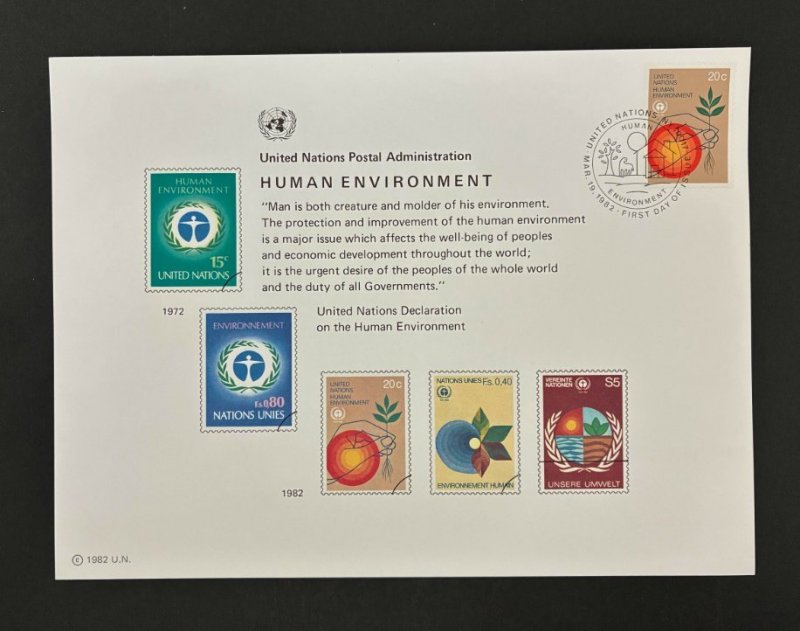 UNITED
NATIONS
HUMAN
ENVIRONMENT
20c
UNITED NATIONS N.Y.
MAR. 19, 1982 - FIRST DAY OF ISSUE
HUMAN
ENVIRONMENT
United Nations Postal Administration
HUMAN ENVIRONMENT
"Man is both creature and molder of his environment.
The protection and improvement of the human environment
is a major issue which affects the well-being of peoples
and economic development throughout the world;
it is the urgent desire of the peoples of the whole world
and the duty of all Governments."
United Nations Declaration
on the Human Environment
HUMAN
ENVIRONMENT
15c
UNITED NATIONS
1972
ENVIRONNEMENT
Fs.0,80
NATIONS UNIES
UNITED
NATIONS
HUMAN
ENVIRONMENT
20c
NATIONS UNIES Fs.0,40
ENVIRONNEMENT HUMAIN
VEREINTE
NATIONEN
S5
UNSERE UMWELT
1982
© 1982 U.N.